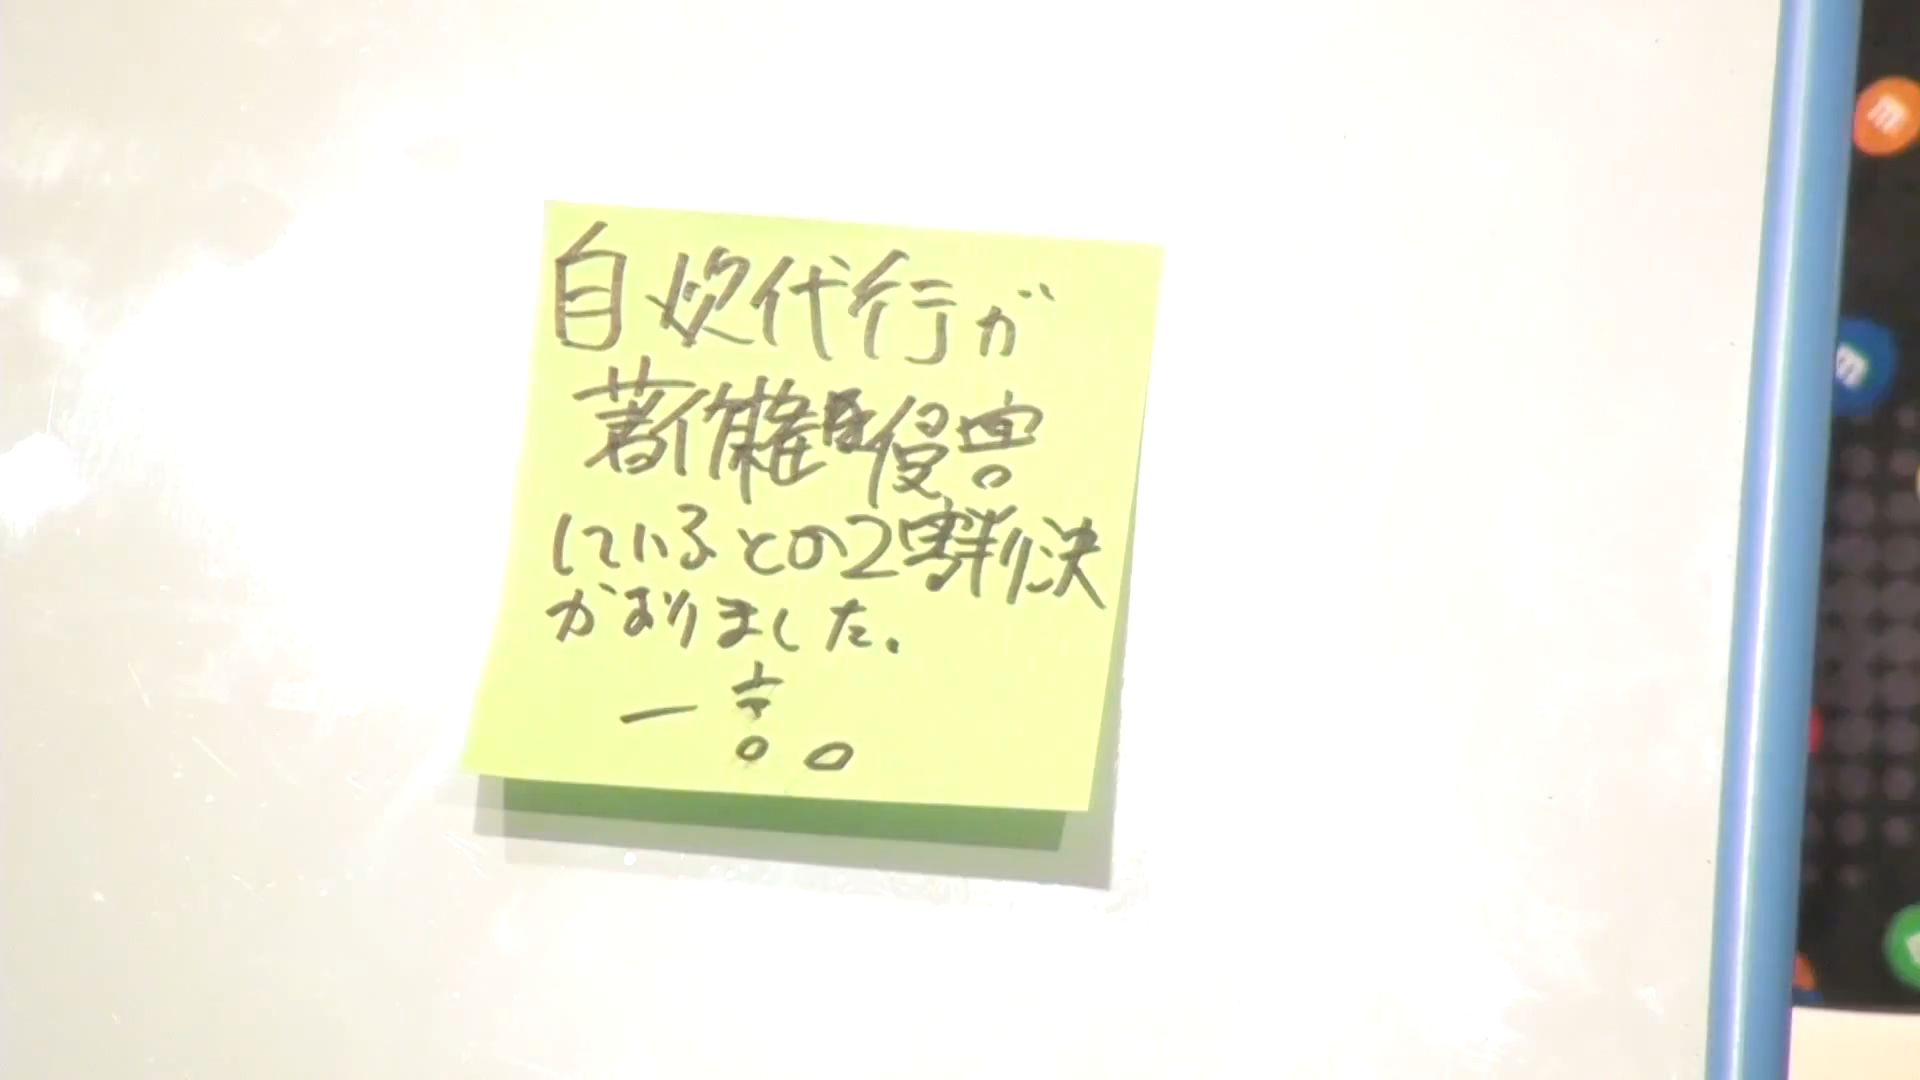 自炊代行が
著作権を侵害
しているとの2審判決
がありました。
一言。
m
m